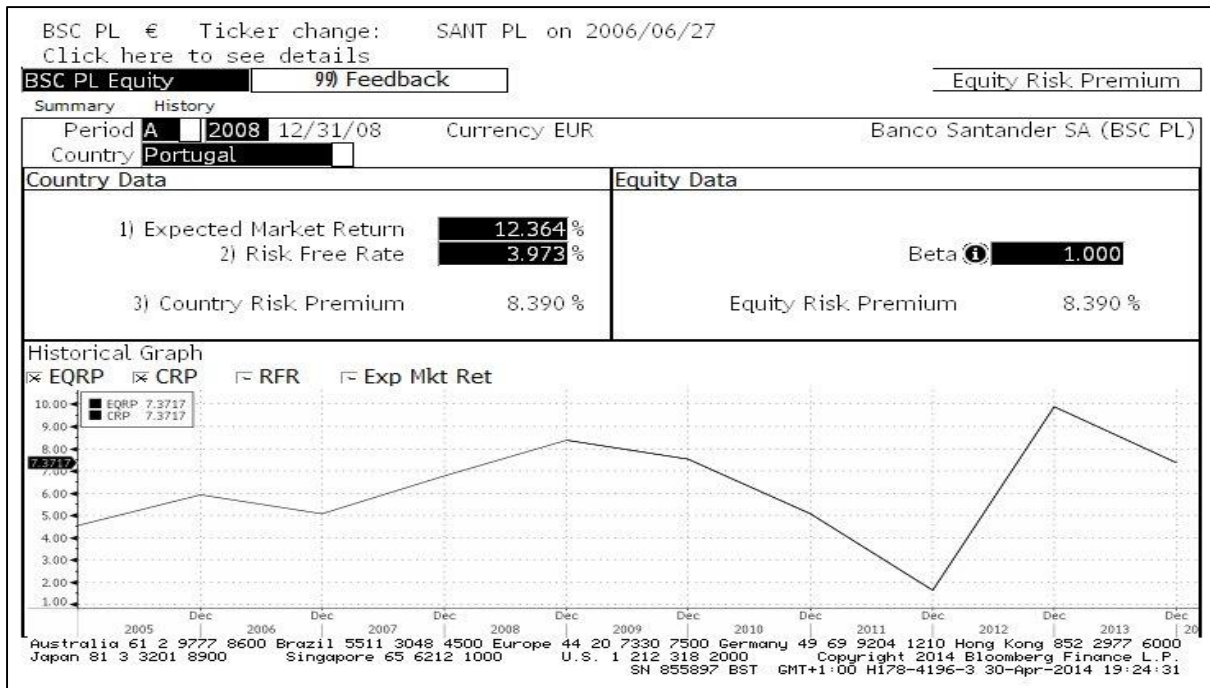 BSC PL € Ticker change: SANT PL on 2006/06/27
Click here to see details
BSC PL Equity 99) Feedback Equity Risk Premium
Summary History
Period A 2008 12/31/08 Currency EUR Banco Santander SA (BSC PL)
Country Portugal
Country Data Equity Data
1) Expected Market Return 12.364 %
2) Risk Free Rate 3.973 % Beta 1.000
3) Country Risk Premium 8.390 % Equity Risk Premium 8.390 %
Historical Graph
EQRP CRP RFR Exp Mkt Ret
EQRP 7.3717
CRP 7.3717
10.00
9.00
8.00
7.3717
7.00
6.00
5.00
4.00
3.00
2.00
1.00
Dec Dec Dec Dec Dec Dec Dec Dec Dec
2005 2006 2007 2008 2009 2010 2011 2012 2013 20
Australia 61 2 9777 8600 Brazil 5511 3048 4500 Europe 44 20 7330 7500 Germany 49 69 9204 1210 Hong Kong 852 2977 6000
Japan 81 3 3201 8900 Singapore 65 6212 1000 U.S. 1 212 318 2000 Copyright 2014 Bloomberg Finance L.P.
SN 855897 BST GMT+1:00 H178-4196-3 30-Apr-2014 19:24:31